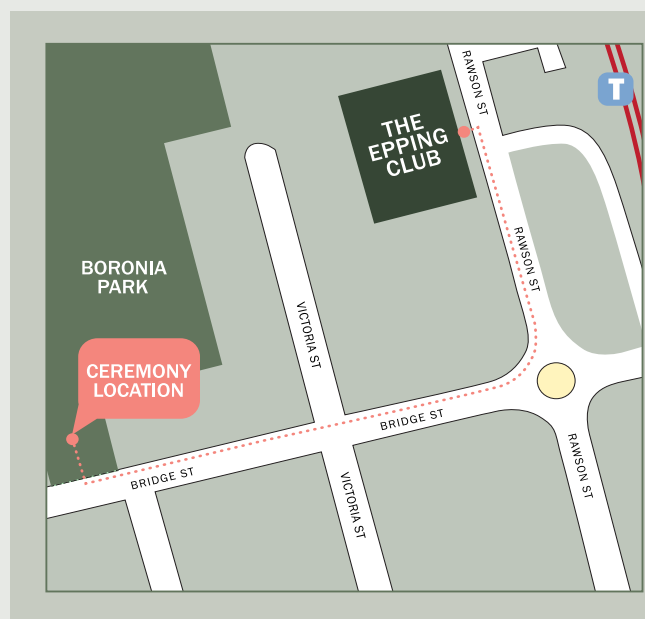 RAWSON ST
T
THE
EPPING
CLUB
RAWSON ST
BORONIA
PARK
VICTORIA ST
CEREMONY
LOCATION
BRIDGE ST
RAWSON ST
BRIDGE ST
VICTORIA ST